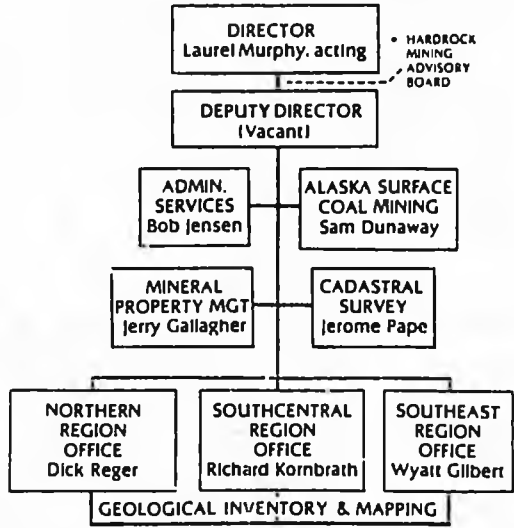 DIRECTOR
Laurel Murphy, acting
• HARDROCK
MINING
ADVISORY
BOARD
DEPUTY DIRECTOR
(Vacant)
ADMIN.
SERVICES
Bob Jensen
ALASKA SURFACE
COAL MINING
Sam Dunaway
MINERAL
PROPERTY MGT
Jerry Gallagher
CADASTRAL
SURVEY
Jerome Pape
NORTHERN
REGION
OFFICE
Dick Reger
SOUTHCENTRAL
REGION
OFFICE
Richard Kornbrath
SOUTHEAST
REGION
OFFICE
Wyatt Gilbert
GEOLOGICAL INVENTORY & MAPPING